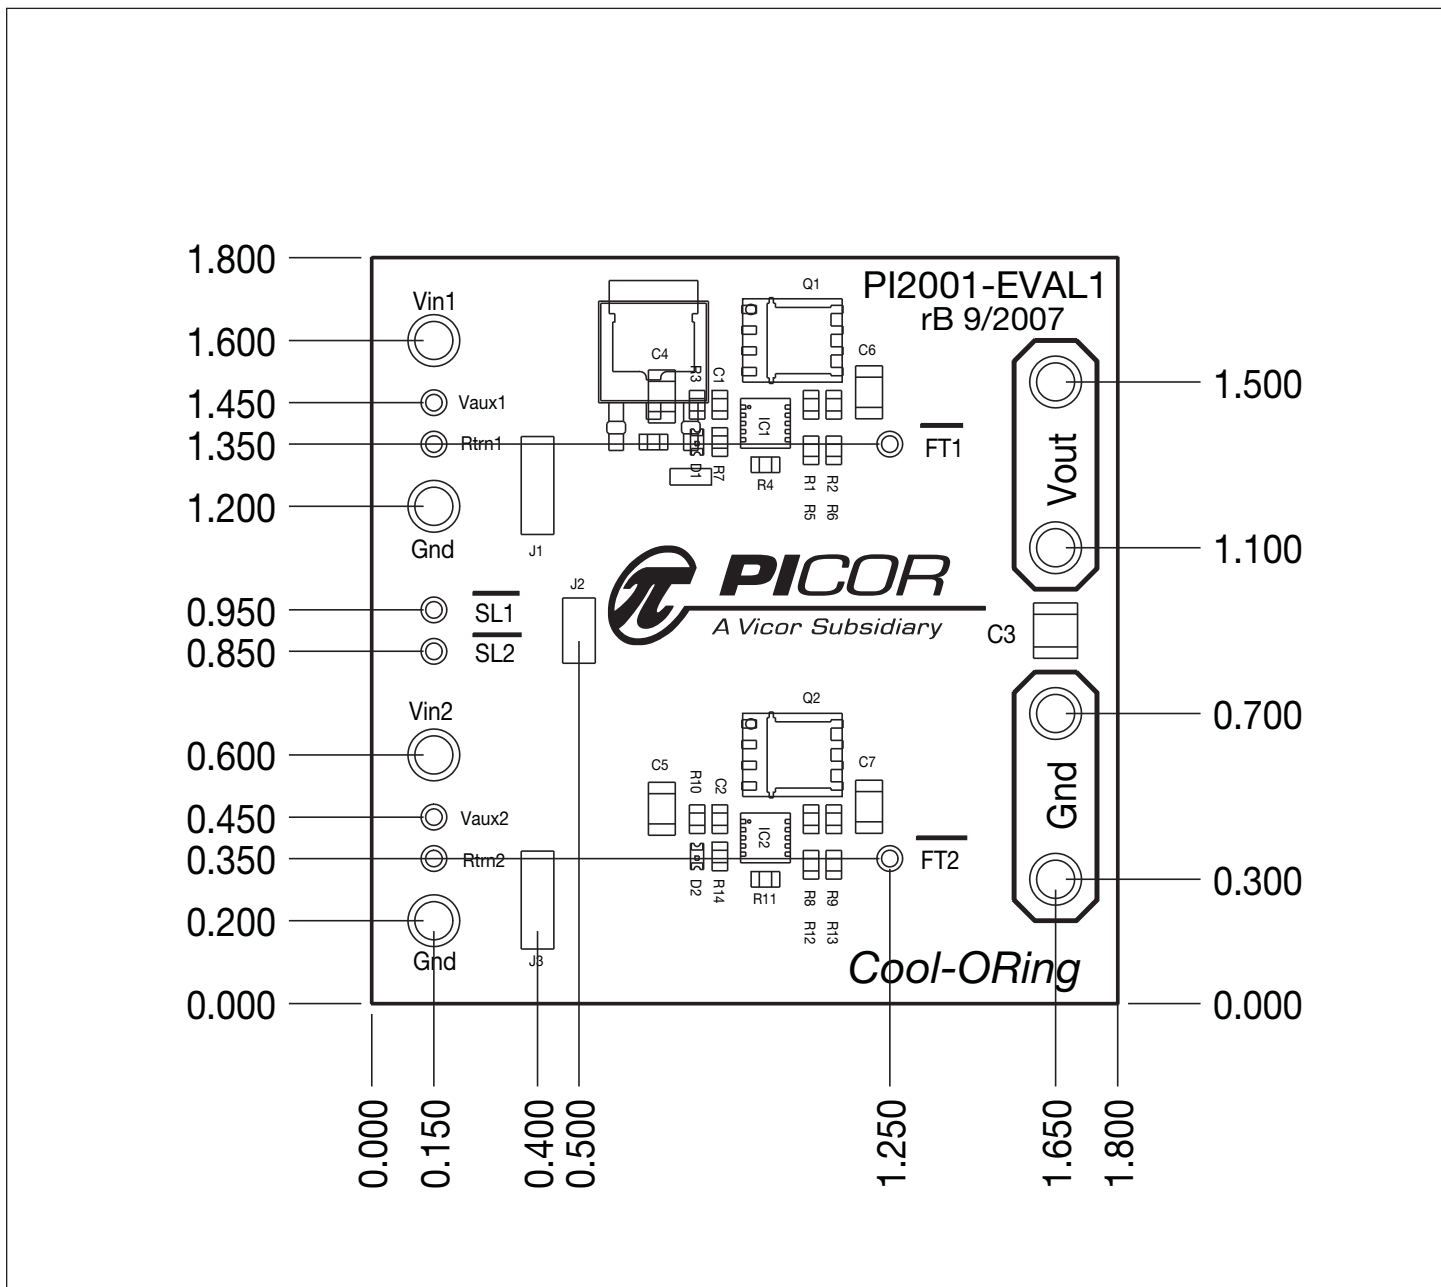 1.800
PI2001-EVAL1
rB 9/2007
Vin1
Q1
1.600
C4
R3
C1
C6
1.500
1.450
Vaux1
IC1
1.350
Rtrn1
FT1
D1
R7
R4
R1
R2
R5
R6
Vout
1.200
Gnd
J1
1.100
PICOR
A Vicor Subsidiary
J2
0.950
SL1
0.850
SL2
C3
Vin2
Q2
0.700
0.600
C5
R10
C2
C7
Gnd
0.450
Vaux2
IC2
0.350
Rtrn2
FT2
D2
R14
R11
R8
R9
R12
R13
0.300
0.200
Gnd
J3
Cool-ORing
0.000
0.000
0.000
0.150
0.400
0.500
1.250
1.650
1.800